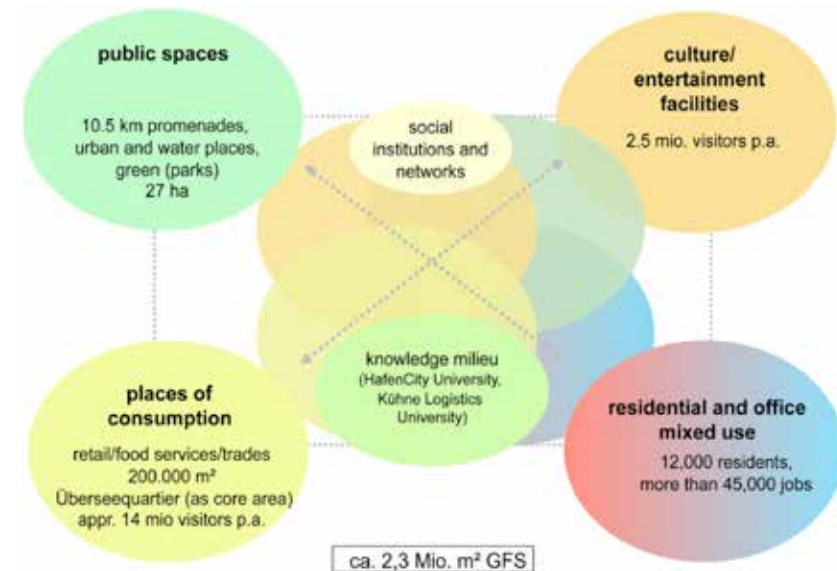 public spaces
10.5 km promenades,
urban and water places,
green (parks)
27 ha
culture/
entertainment
facilities
2.5 mio. visitors p.a.
social
institutions and
networks
knowledge milieu
(HafenCity University,
Kühne Logistics
University)
places of
consumption
retail/food services/trades
200.000 m²
Überseequartier (as core area)
appr. 14 mio visitors p.a.
residential and office
mixed use
12,000 residents,
more than 45,000 jobs
ca. 2,3 Mio. m² GFS